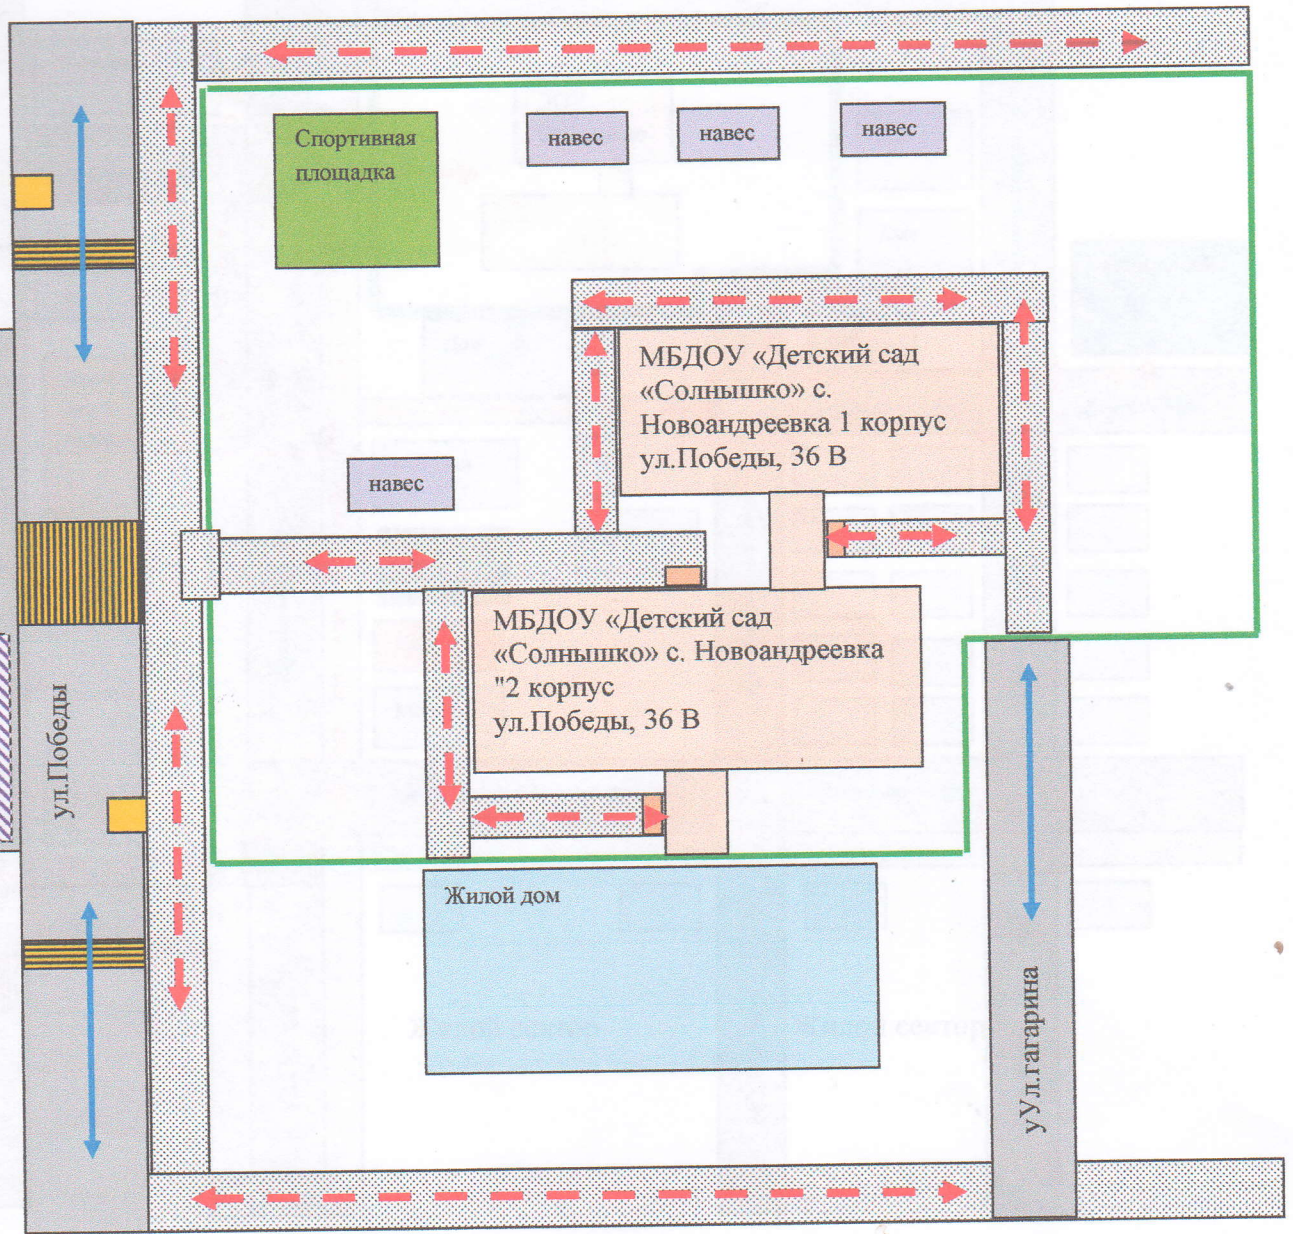 Спортивная
площадка
навес
навес
навес
МБДОУ «Детский сад
«Солнышко» с.
Новоандреевка 1 корпус
ул.Победы, 36 В
навес
МБДОУ «Детский сад
«Солнышко» с. Новоандреевка
"2 корпус
ул.Победы, 36 В
ул.Победы
Жилой дом
уУл.гагарина